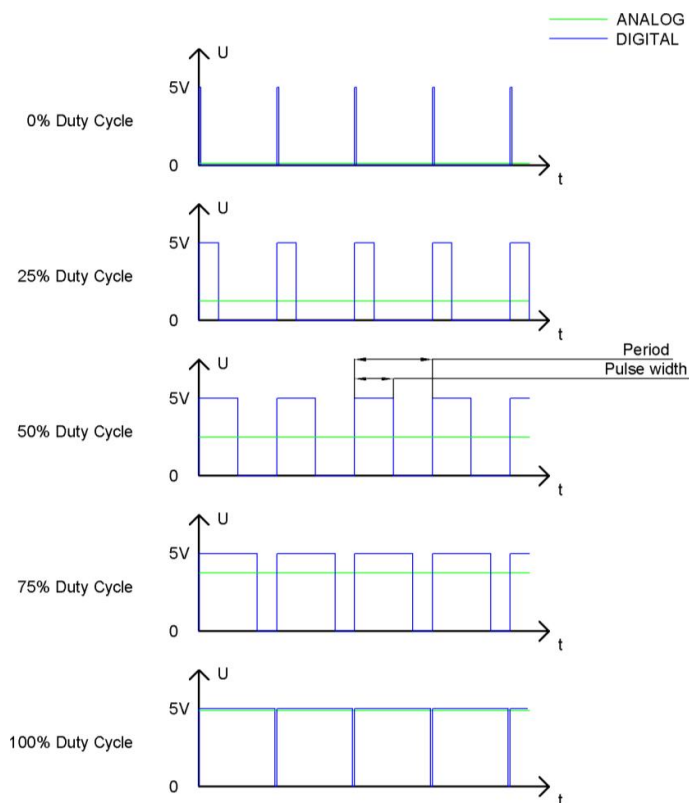 ANALOG
DIGITAL
U
5V
0% Duty Cycle
0
t
U
5V
25% Duty Cycle
0
t
Period
U
Pulse width
5V
50% Duty Cycle
0
t
U
5V
75% Duty Cycle
0
t
U
5V
100% Duty Cycle
0
t